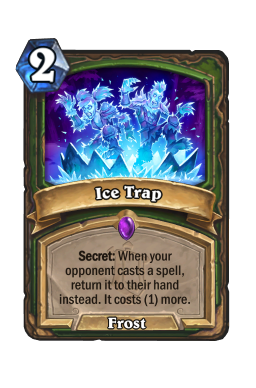 2
Ice Trap
Secret: When your
opponent casts a spell,
return it to their hand
instead. It costs (1) more.
Frost